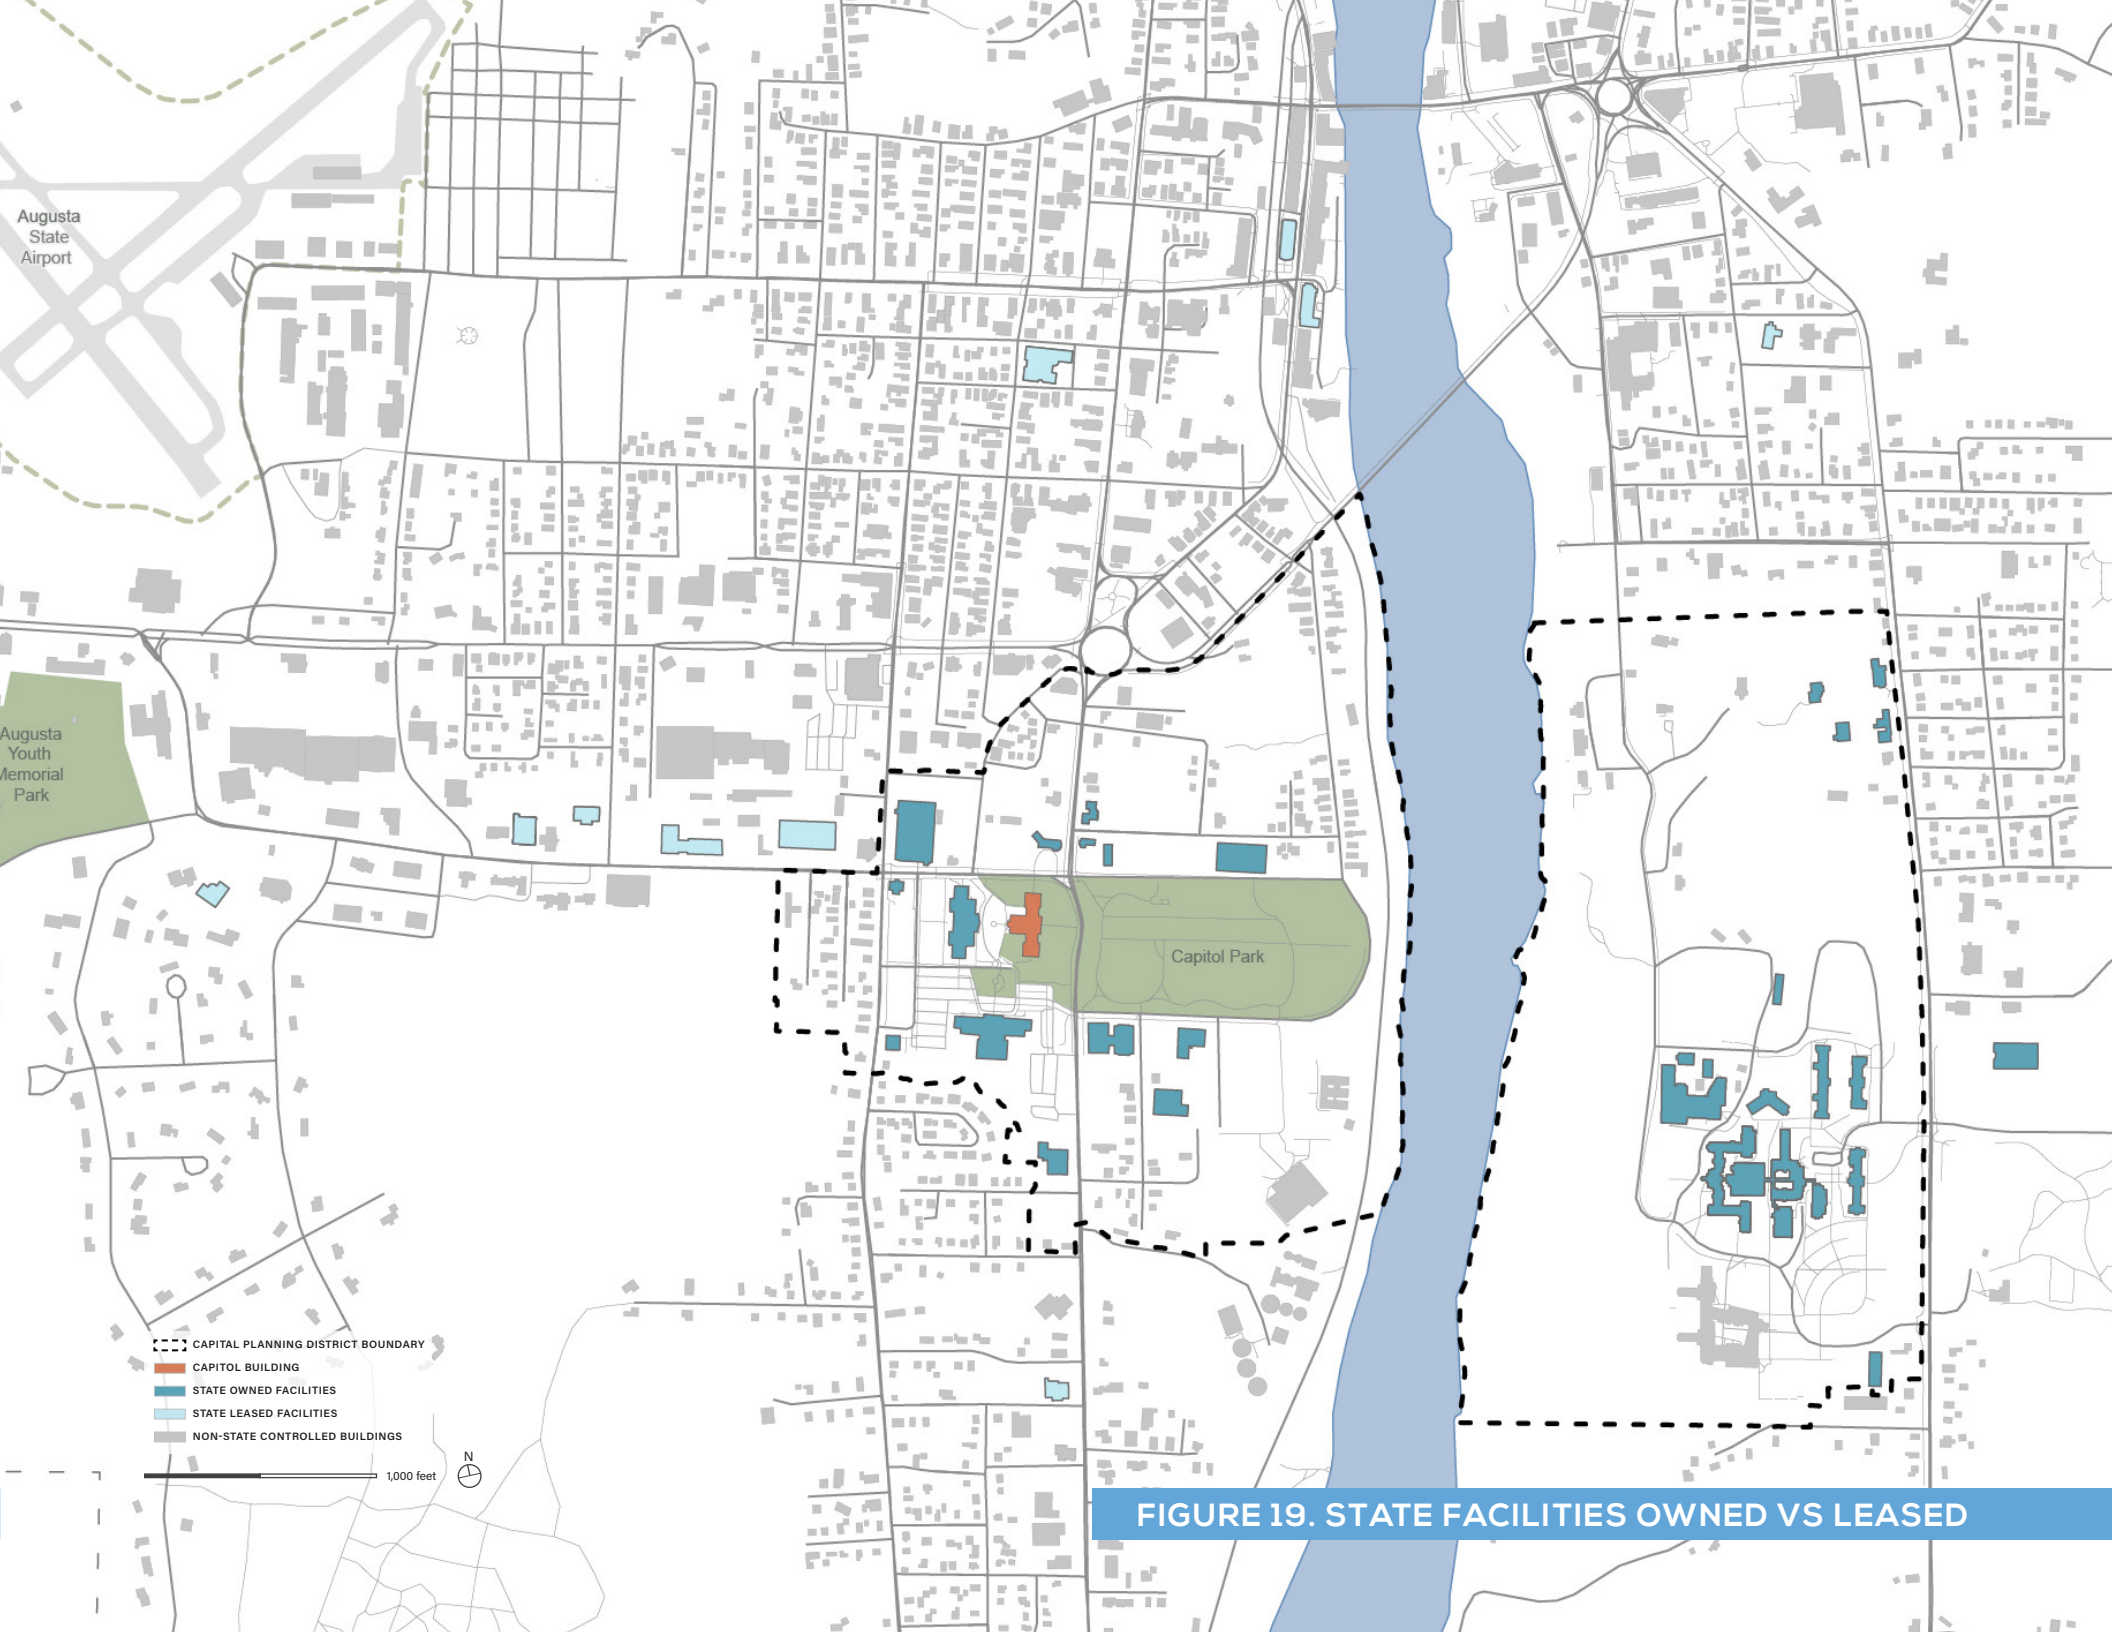 Augusta
State
Airport
Augusta
Youth
Memorial
Park
Capitol Park
CAPITAL PLANNING DISTRICT BOUNDARY
CAPITOL BUILDING
STATE OWNED FACILITIES
STATE LEASED FACILITIES
NON-STATE CONTROLLED BUILDINGS
1,000 feet
N
FIGURE 19. STATE FACILITIES OWNED VS LEASED